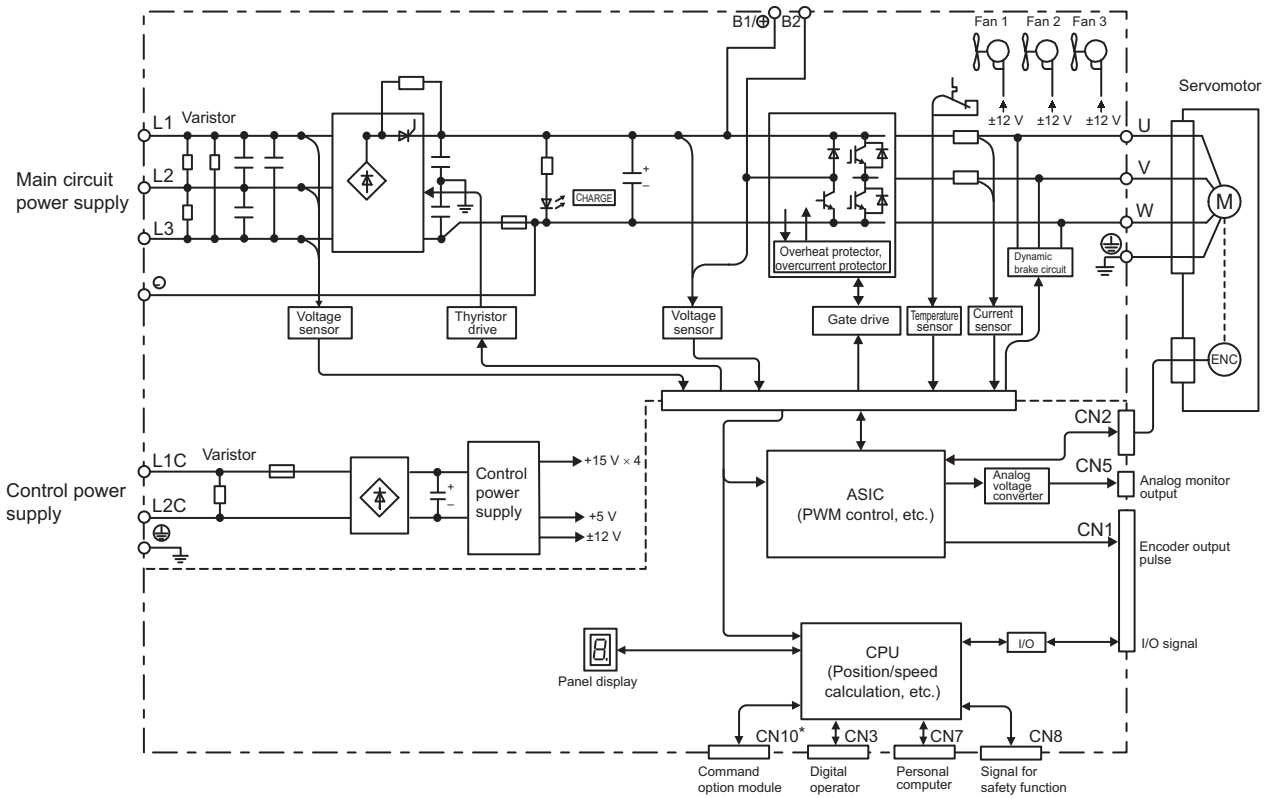 B1/⊕
B2
Fan 1
Fan 2
Fan 3
±12 V
±12 V
±12 V
Servomotor
Main circuit
power supply
L1
Varistor
L2
L3
⊖
CHARGE
+
–
Overheat protector,
overcurrent protector
U
V
W
M
Dynamic
brake circuit
Voltage
sensor
Thyristor
drive
Voltage
sensor
Gate drive
Temperature
sensor
Current
sensor
ENC
Control power
supply
L1C
Varistor
L2C
+
–
Control
power
supply
+15 V × 4
+5 V
±12 V
ASIC
(PWM control, etc.)
Analog
voltage
converter
CN2
CN5
Analog monitor
output
CN1
Encoder output
pulse
I/O
I/O signal
8.
Panel display
CPU
(Position/speed
calculation, etc.)
CN10*
CN3
CN7
CN8
Command
option module
Digital
operator
Personal
computer
Signal for
safety function